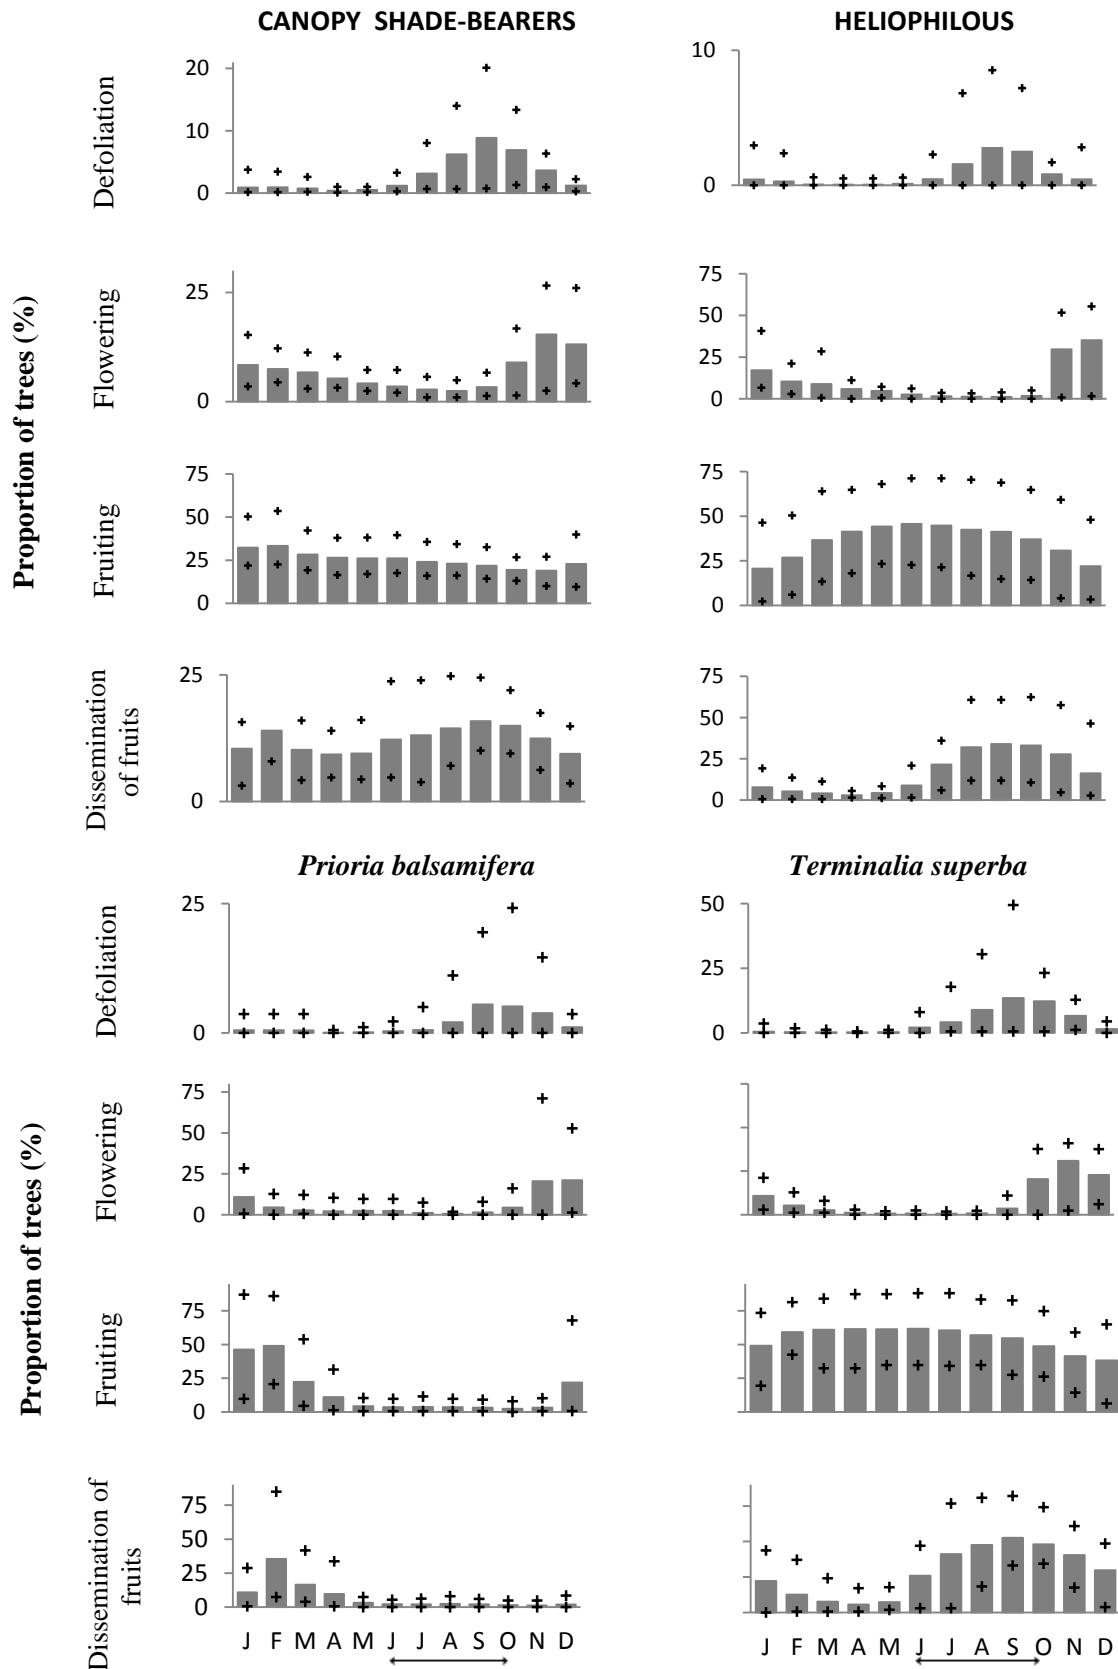 CANOPY SHADE-BEARERS
HELIOPHILOUS
Proportion of trees (%)
Defoliation
20
10
0
10
0
Flowering
25
0
75
50
25
0
Fruiting
75
50
25
0
75
50
25
0
Dissemination
of fruits
25
0
75
50
25
0
Prioria balsamifera
Terminalia superba
Proportion of trees (%)
Defoliation
25
0
50
25
0
Flowering
75
50
25
0
Fruiting
75
50
25
0
Dissemination of
fruits
75
50
25
0
J F M A M J J A S O N D
J F M A M J J A S O N D